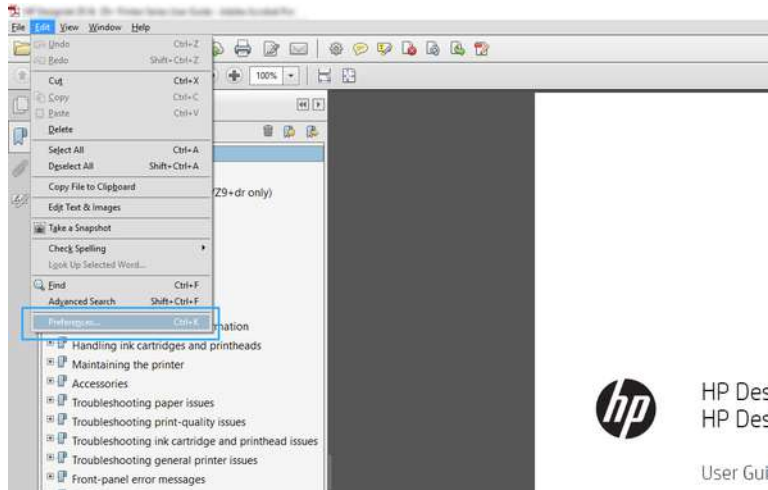 File Edit View Window Help
Undo Ctrl+Z
Redo Shift+Ctrl+Z
100%
Cut Ctrl+X
Copy Ctrl+C
Paste Ctrl+V
Delete
Select All Ctrl+A
Deselect All Shift+Ctrl+A
Copy File to Clipboard
Z9+dr only)
Edit Text & Images
Take a Snapshot
Check Spelling
Look Up Selected Word...
Find Ctrl+F
Advanced Search Shift+Ctrl+F
Preferences... Ctrl+K
mation
Handling ink cartridges and printheads
Maintaining the printer
Accessories
Troubleshooting paper issues
Troubleshooting print-quality issues
Troubleshooting ink cartridge and printhead issues
Troubleshooting general printer issues
Front-panel error messages
hp
HP Des
HP Des
User Gui